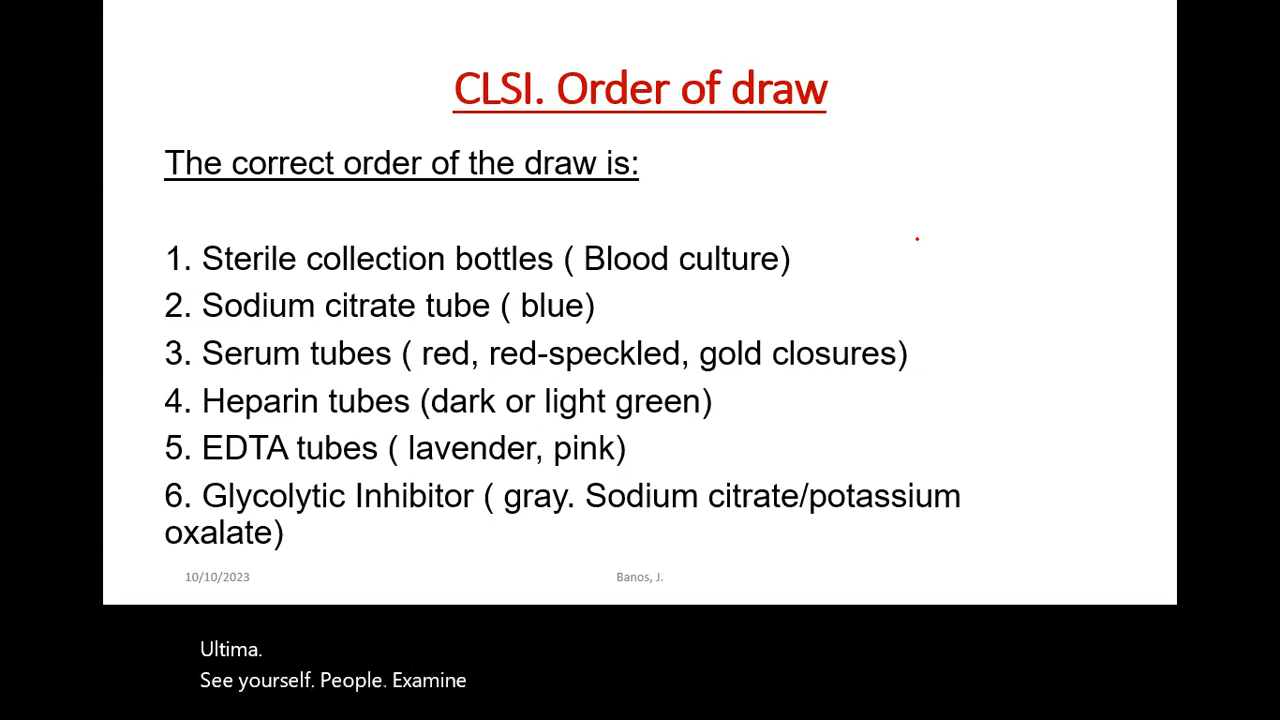 CLSI. Order of draw
The correct order of the draw is:
1. Sterile collection bottles ( Blood culture)
2. Sodium citrate tube ( blue)
3. Serum tubes ( red, red-speckled, gold closures)
4. Heparin tubes (dark or light green)
5. EDTA tubes ( lavender, pink)
6. Glycolytic Inhibitor ( gray. Sodium citrate/potassium
oxalate)
10/10/2023
Banos, J.
Ultima.
See yourself. People. Examine